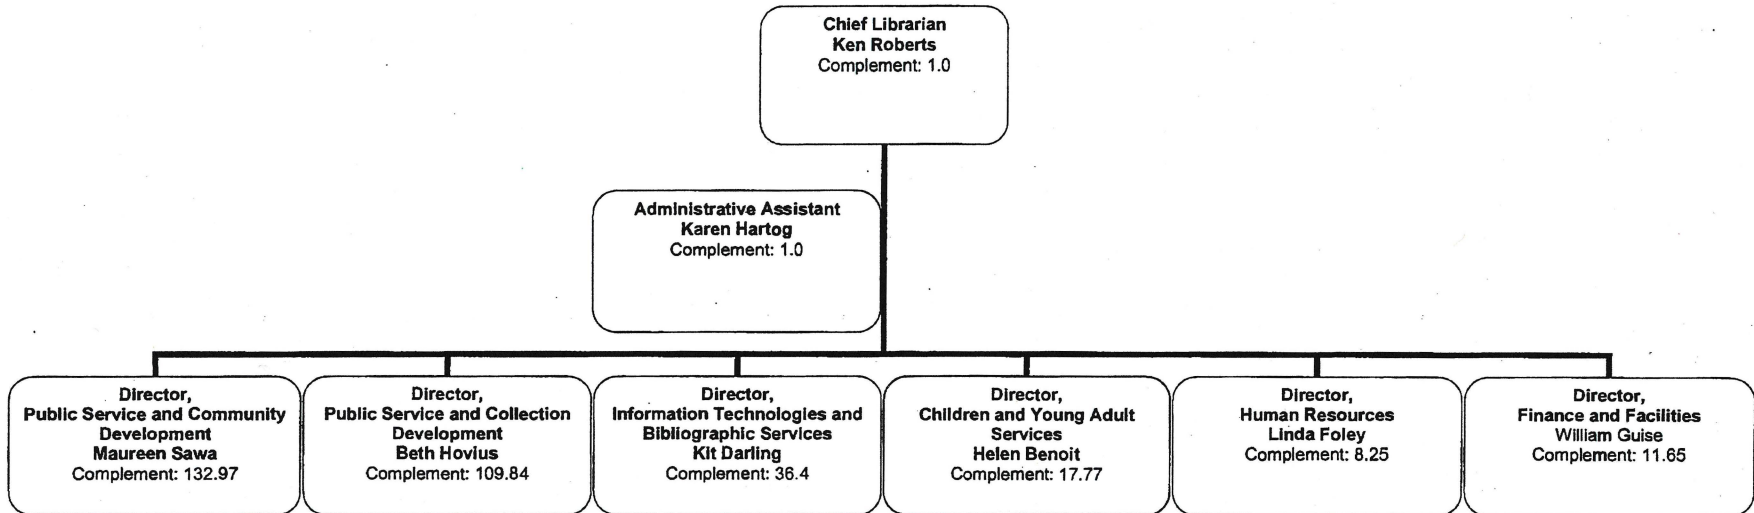 Chief Librarian
Ken Roberts
Complement: 1.0
Administrative Assistant
Karen Hartog
Complement: 1.0
Director,
Public Service and Community
Development
Maureen Sawa
Complement: 132.97
Director,
Public Service and Collection
Development
Beth Hovius
Complement: 109.84
Director,
Information Technologies and
Bibliographic Services
Kit Darling
Complement: 36.4
Director,
Children and Young Adult
Services
Helen Benoit
Complement: 17.77
Director,
Human Resources
Linda Foley
Complement: 8.25
Director,
Finance and Facilities
William Guise
Complement: 11.65